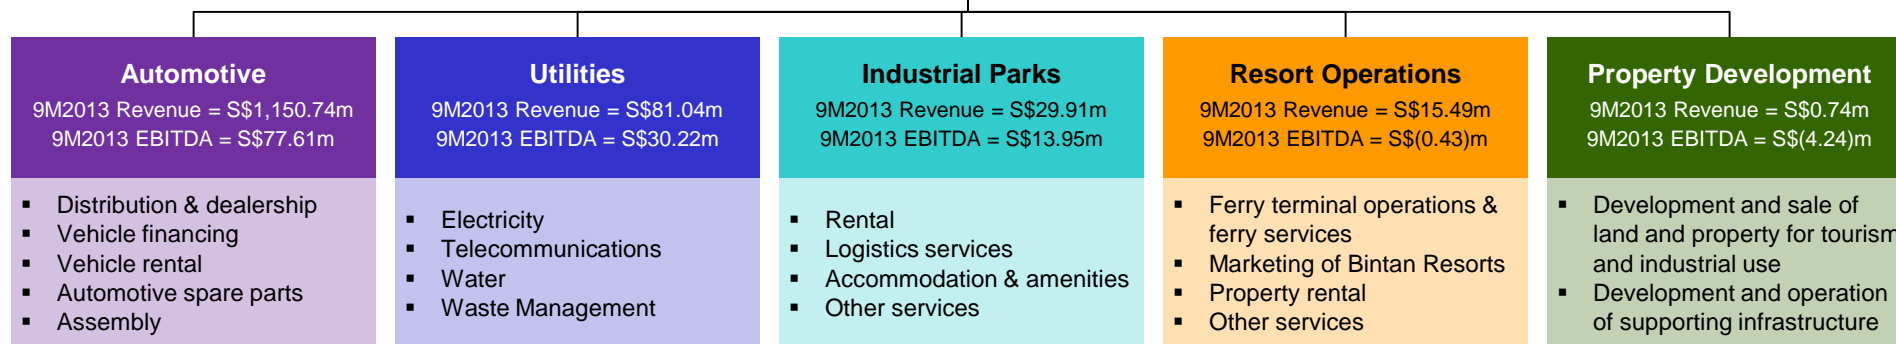 Automotive
9M2013 Revenue = S$1,150.74m
9M2013 EBITDA = S$77.61m
▪ Distribution & dealership
▪ Vehicle financing
▪ Vehicle rental
▪ Automotive spare parts
▪ Assembly
Utilities
9M2013 Revenue = S$81.04m
9M2013 EBITDA = S$30.22m
▪ Electricity
▪ Telecommunications
▪ Water
▪ Waste Management
Industrial Parks
9M2013 Revenue = S$29.91m
9M2013 EBITDA = S$13.95m
▪ Rental
▪ Logistics services
▪ Accommodation & amenities
▪ Other services
Resort Operations
9M2013 Revenue = S$15.49m
9M2013 EBITDA = S$(0.43)m
▪ Ferry terminal operations &
ferry services
▪ Marketing of Bintan Resorts
▪ Property rental
▪ Other services
Property Development
9M2013 Revenue = S$0.74m
9M2013 EBITDA = S$(4.24)m
▪ Development and sale of
land and property for tourism
and industrial use
▪ Development and operation
of supporting infrastructure